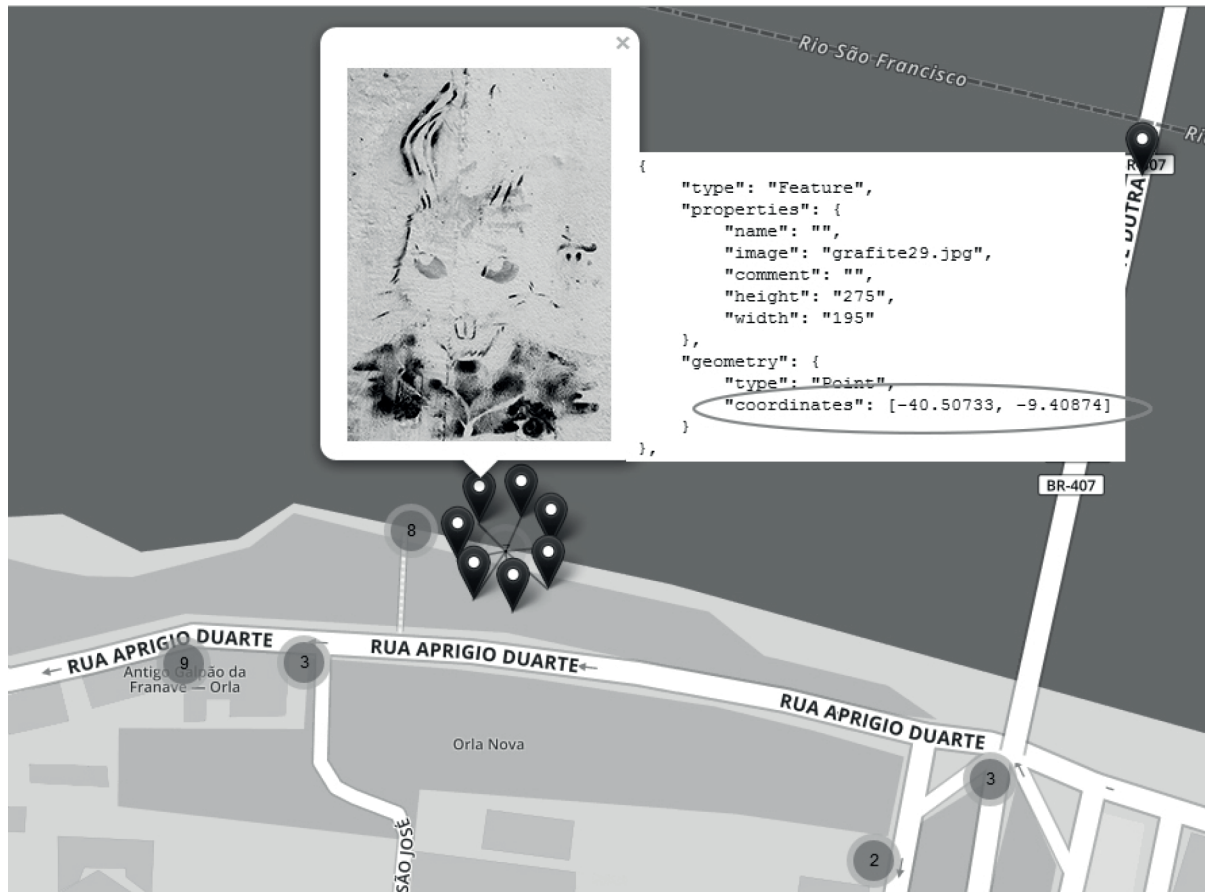 Rio São Francisco
×
{
"type": "Feature",
"properties": {
"name": "",
"image": "grafite29.jpg",
"comment": "",
"height": "275",
"width": "195"
},
"geometry": {
"type": "Point",
"coordinates": [-40.50733, -9.40874]
}
},
DUTRA
BR-407
8
RUA APRIGIO DUARTE
RUA APRIGIO DUARTE
RUA APRIGIO DUARTE
9
3
Antigo Galpão da
Franave — Orla
Orla Nova
3
SÃO JOSÉ
2